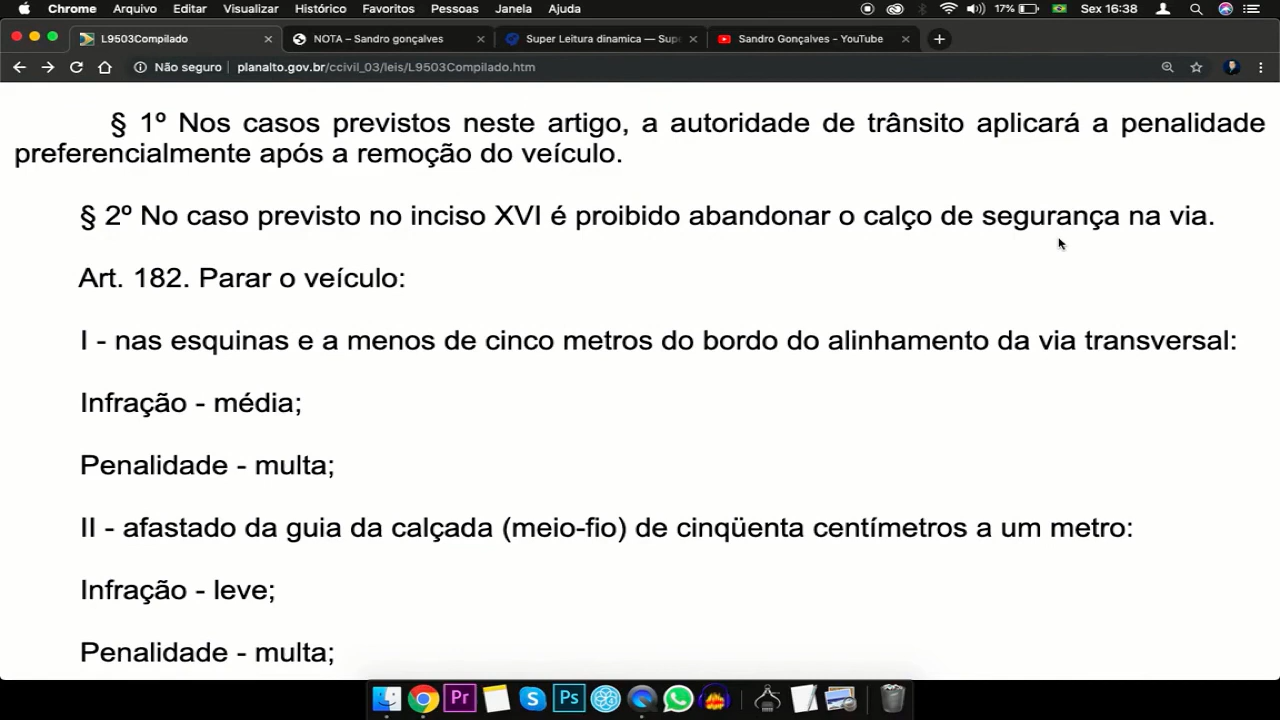 Chrome Arquivo Editar Visualizar Histórico Favoritos Pessoas Janela Ajuda 17% Sex 16:38
L9503Compilado × NOTA – Sandro gonçalves × Super Leitura dinamica — × Sandro Gonçalves - YouTube × +
Não seguro | planalto.gov.br/ccivil_03/leis/L9503Compilado.htm
§ 1º Nos casos previstos neste artigo, a autoridade de trânsito aplicará a penalidade
preferencialmente após a remoção do veículo.
§ 2º No caso previsto no inciso XVI é proibido abandonar o calço de segurança na via.
Art. 182. Parar o veículo:
I - nas esquinas e a menos de cinco metros do bordo do alinhamento da via transversal:
Infração - média;
Penalidade - multa;
II - afastado da guia da calçada (meio-fio) de cinqüenta centímetros a um metro:
Infração - leve;
Penalidade - multa;
Pr S Ps